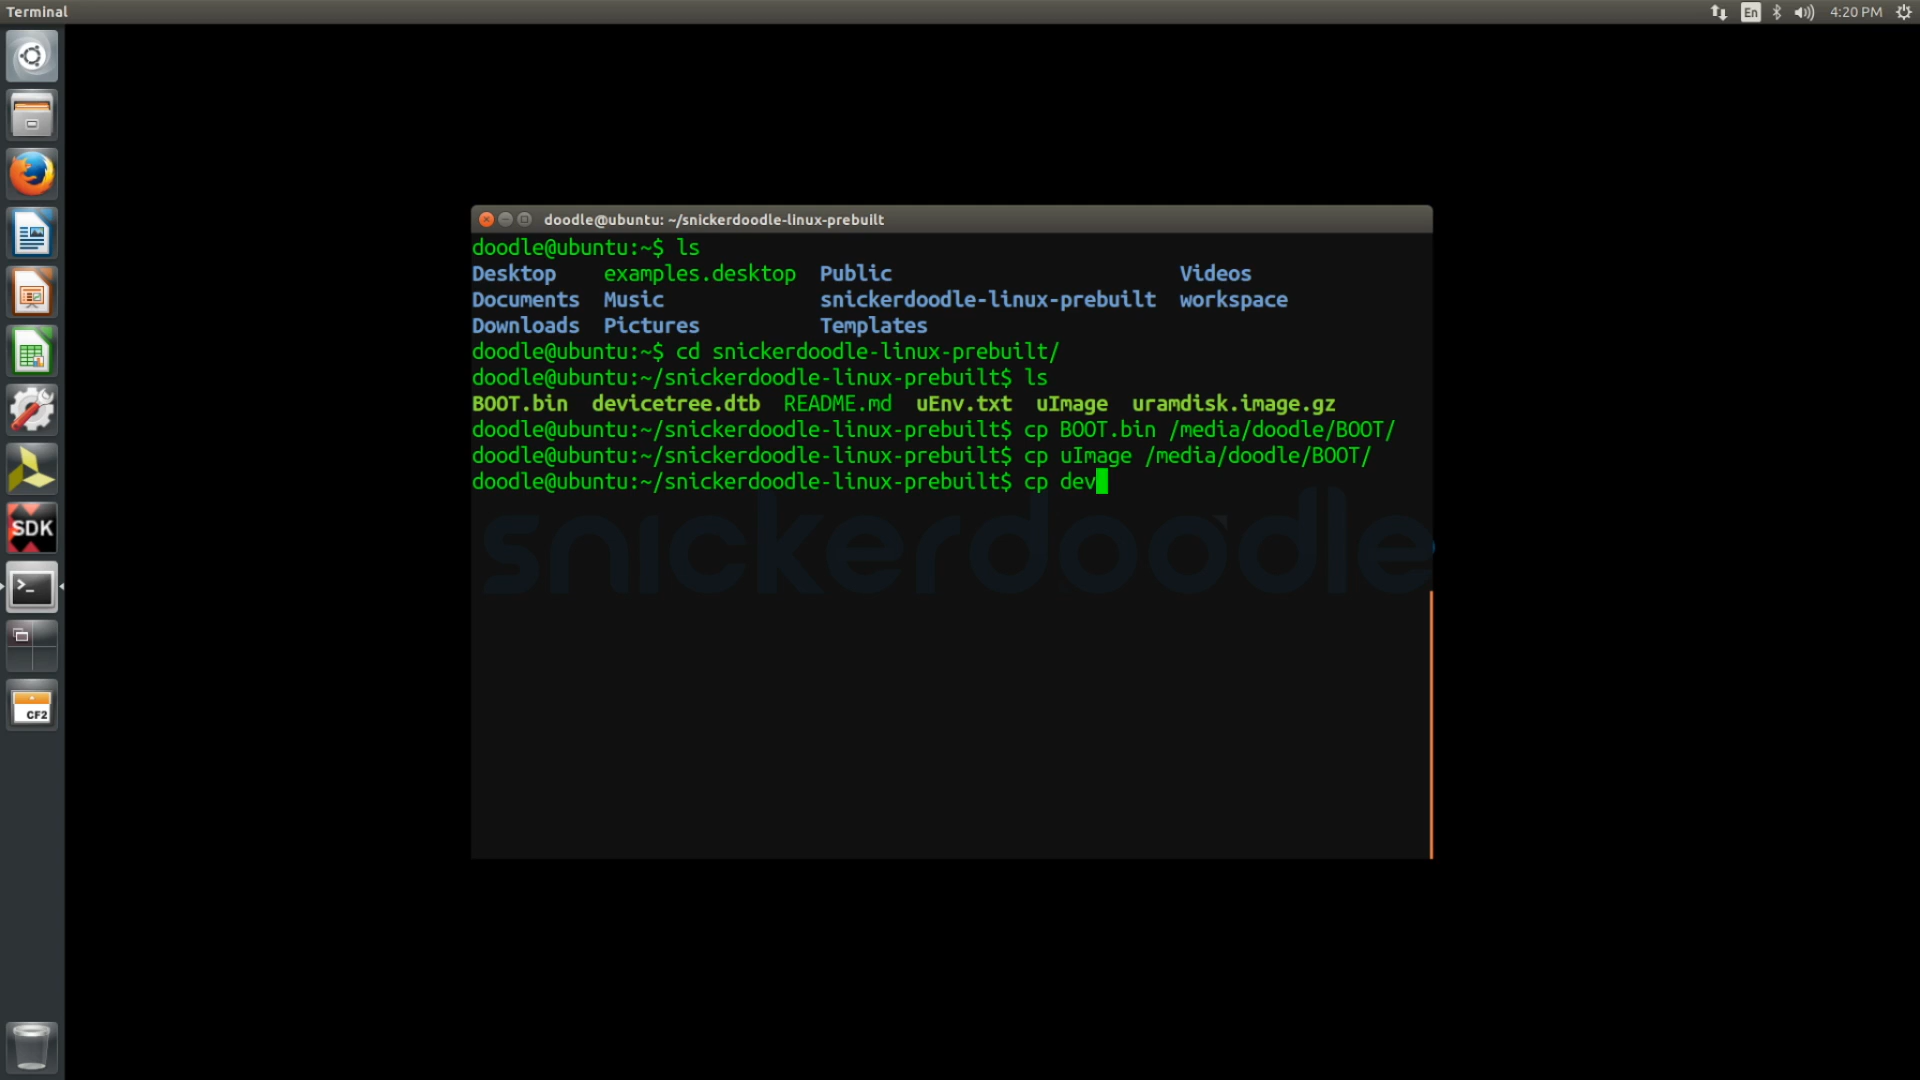 Terminal
En
4:20 PM
doodle@ubuntu: ~/snickerdoodle-linux-prebuilt
doodle@ubuntu:~$ ls
Desktop examples.desktop Public Videos
Documents Music snickerdoodle-linux-prebuilt workspace
Downloads Pictures Templates
doodle@ubuntu:~$ cd snickerdoodle-linux-prebuilt/
doodle@ubuntu:~/snickerdoodle-linux-prebuilt$ ls
BOOT.bin devicetree.dtb README.md uEnv.txt uImage uramdisk.image.gz
doodle@ubuntu:~/snickerdoodle-linux-prebuilt$ cp BOOT.bin /media/doodle/BOOT/
doodle@ubuntu:~/snickerdoodle-linux-prebuilt$ cp uImage /media/doodle/BOOT/
doodle@ubuntu:~/snickerdoodle-linux-prebuilt$ cp dev
snickerdoodle
SDK
>_
CF2